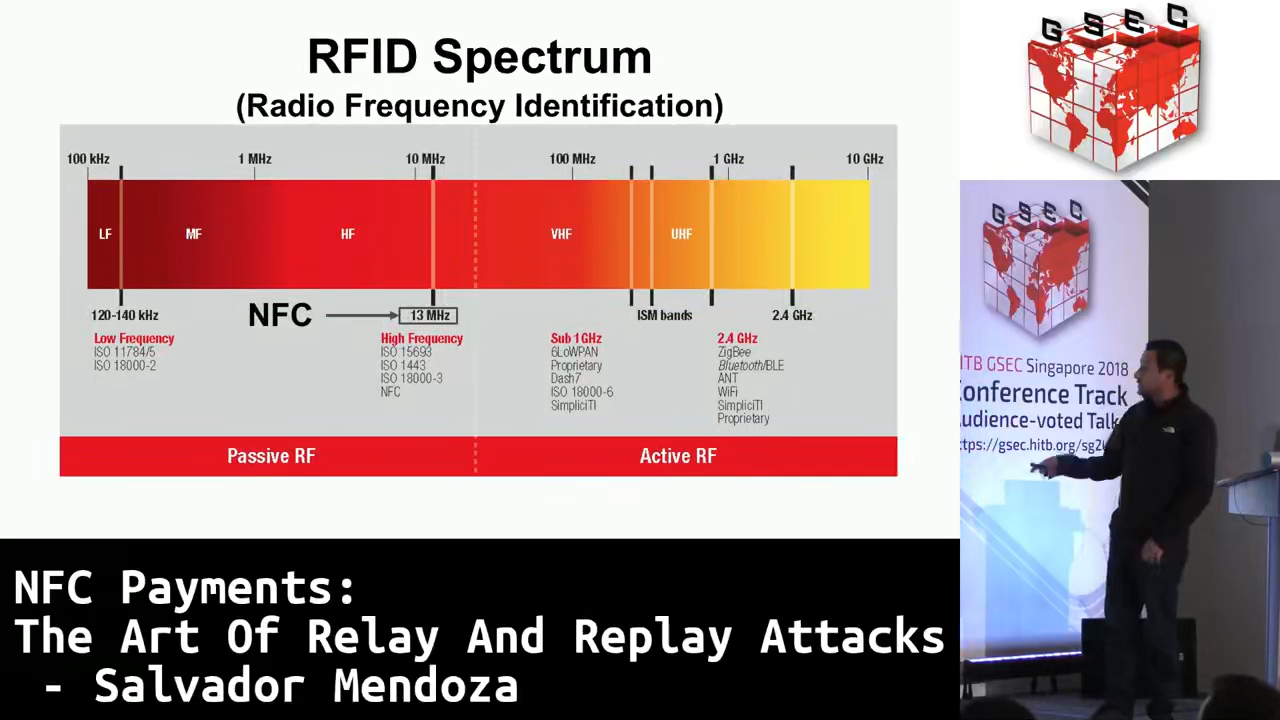 RFID Spectrum
(Radio Frequency Identification)
100 kHz 1 MHz 10 MHz 100 MHz 1 GHz 10 GHz
LF MF HF VHF UHF
120-140 kHz NFC 13 MHz ISM bands 2.4 GHz
Low Frequency
ISO 11784/5
ISO 18000-2
High Frequency
ISO 15693
ISO 1443
ISO 18000-3
NFC
Sub 1GHz
6LoWPAN
Proprietary
Dash7
ISO 18000-6
SimpliciTI
2.4 GHz
ZigBee
Bluetooth/BLE
ANT
WiFi
SimpliciTI
Proprietary
Passive RF Active RF
GSEC
GSEC
HITB GSEC Singapore 2018
Conference Track
Audience-voted Talk
https://gsec.hitb.org/sg2
NFC Payments:
The Art Of Relay And Replay Attacks
- Salvador Mendoza